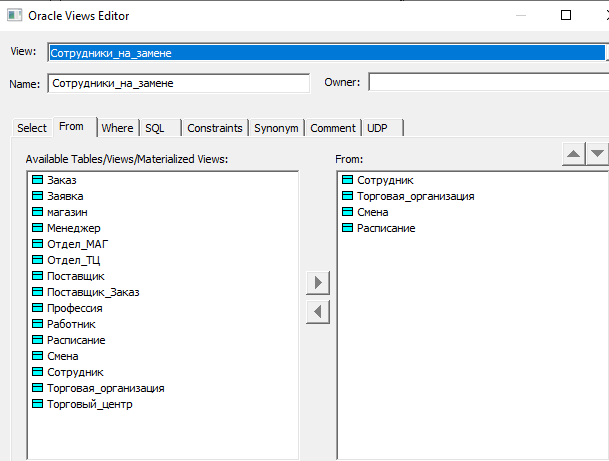 Oracle Views Editor
View: Сотрудники_на_замене
Name: Сотрудники_на_замене Owner:
Select From Where SQL Constraints Synonym Comment UDP
Available Tables/Views/Materialized Views:
Заказ
Заявка
магазин
Менеджер
Отдел_МАГ
Отдел_ТЦ
Поставщик
Поставщик_Заказ
Профессия
Работник
Расписание
Смена
Сотрудник
Торговая_организация
Торговый_центр
From:
Сотрудник
Торговая_организация
Смена
Расписание